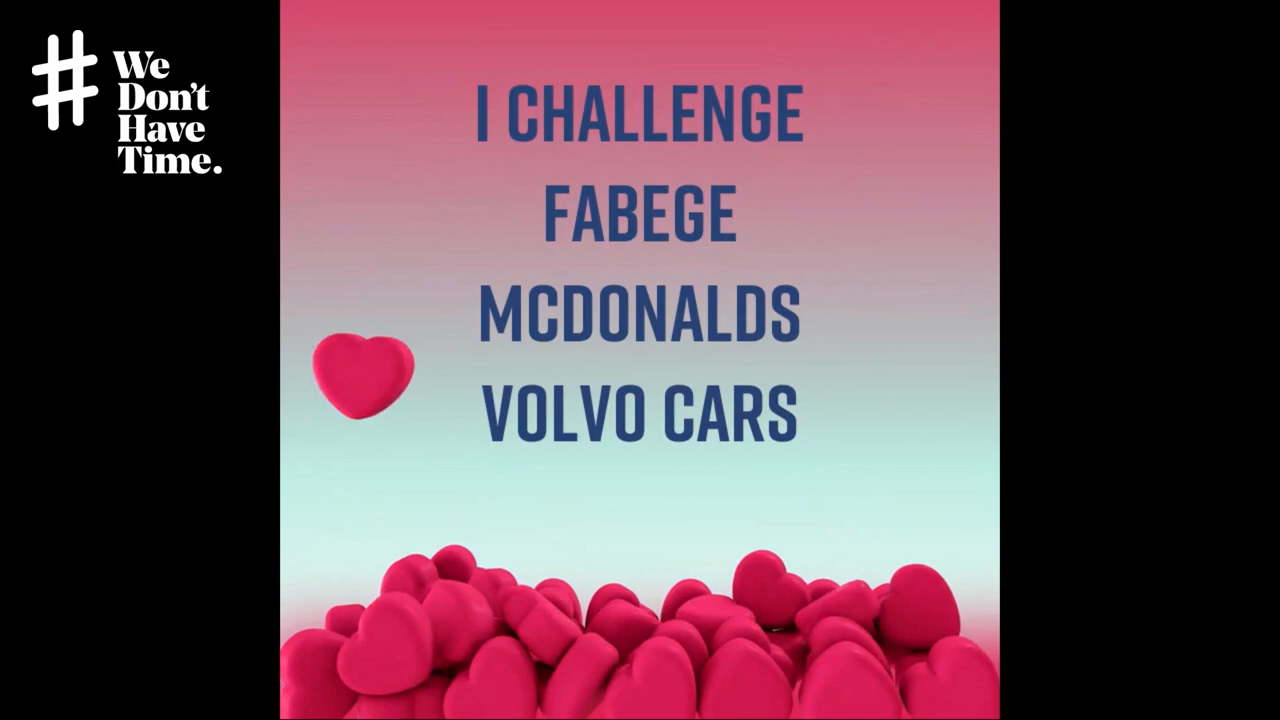 # We
Don't
Have
Time.
I CHALLENGE
FABEGE
MCDONALDS
VOLVO CARS